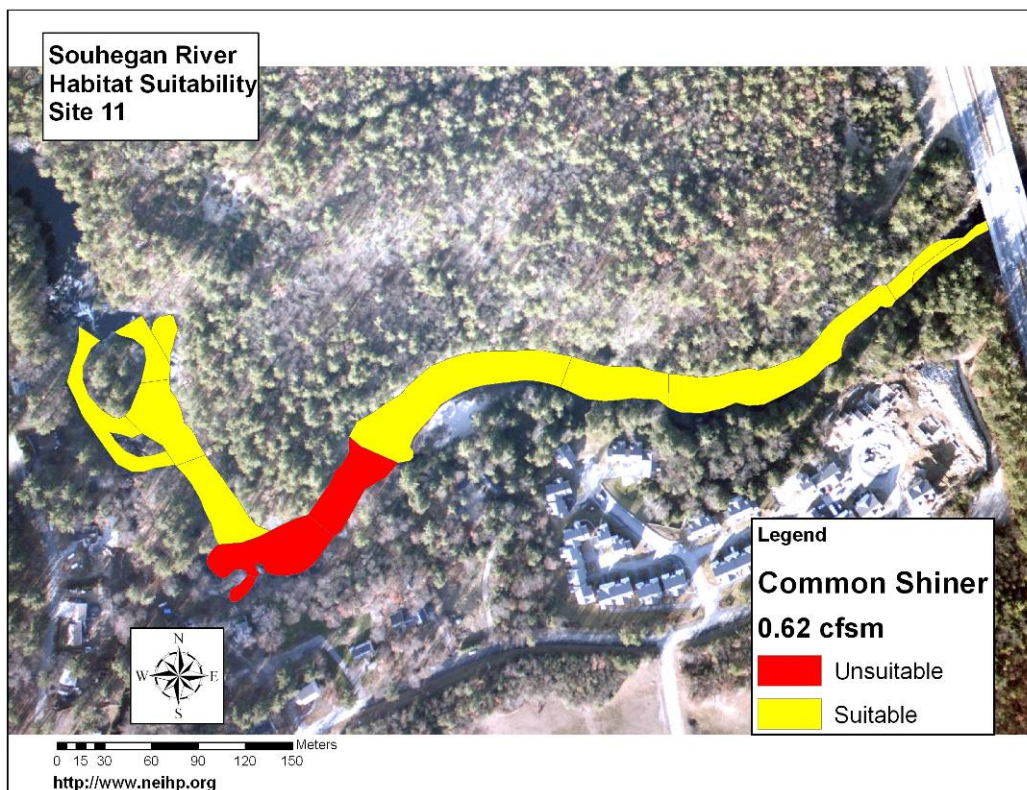 Souhegan River
Habitat Suitability
Site 11
Legend
Common Shiner
0.62 cfsm
Unsuitable
Suitable
N
W E
S
Meters
0 15 30 60 90 120 150
http://www.neihp.org